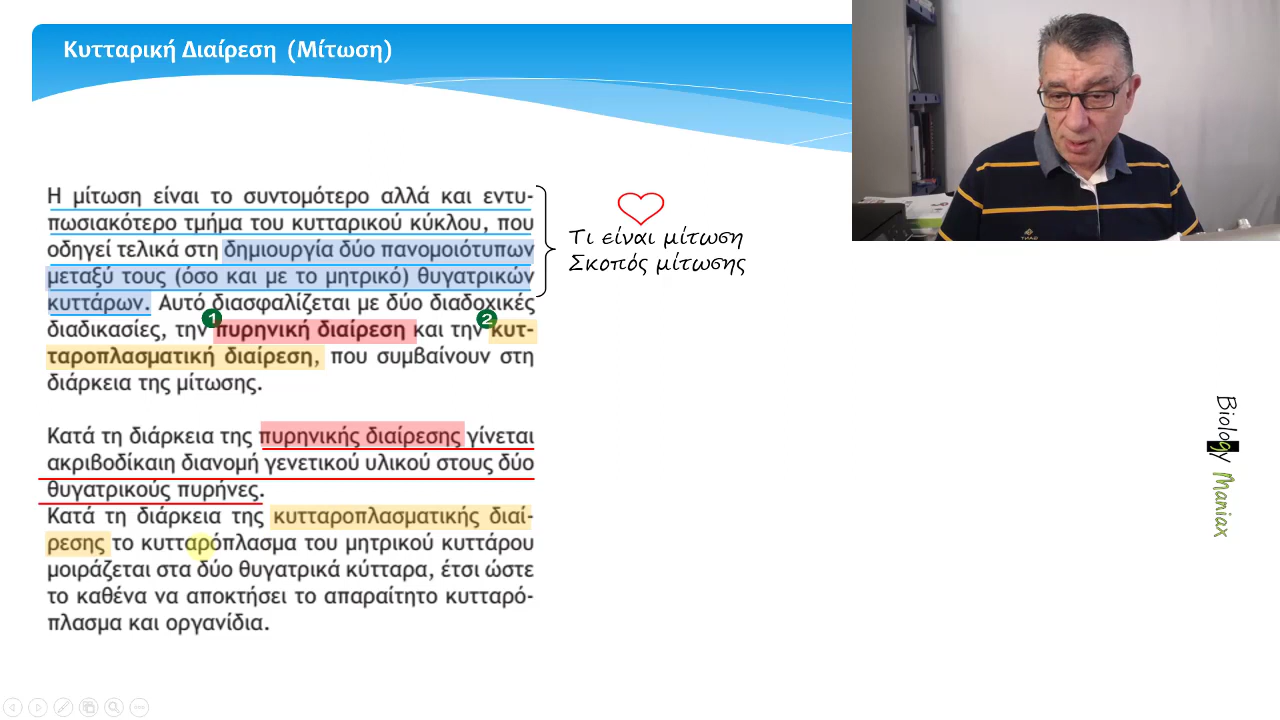 Κυτταρική Διαίρεση (Μίτωση)
Η μίτωση είναι το συντομότερο αλλά και εντυ-
πωσιακότερο τμήμα του κυτταρικού κύκλου, που
οδηγεί τελικά στη δημιουργία δύο πανομοιότυπων
μεταξύ τους (όσο και με το μητρικό) θυγατρικών
κυττάρων. Αυτό διασφαλίζεται με δύο διαδοχικές
1 2
διαδικασίες, την πυρηνική διαίρεση και την κυτ-
ταροπλασματική διαίρεση, που συμβαίνουν στη
διάρκεια της μίτωσης.
Τι είναι μίτωση
Σκοπός μίτωσης
Κατά τη διάρκεια της πυρηνικής διαίρεσης γίνεται
ακριβοδίκαιη διανομή γενετικού υλικού στους δύο
θυγατρικούς πυρήνες.
Κατά τη διάρκεια της κυτταροπλασματικής διαί-
ρεσης το κυτταρόπλασμα του μητρικού κυττάρου
μοιράζεται στα δύο θυγατρικά κύτταρα, έτσι ώστε
το καθένα να αποκτήσει το απαραίτητο κυτταρό-
πλασμα και οργανίδια.
Biology Maniax